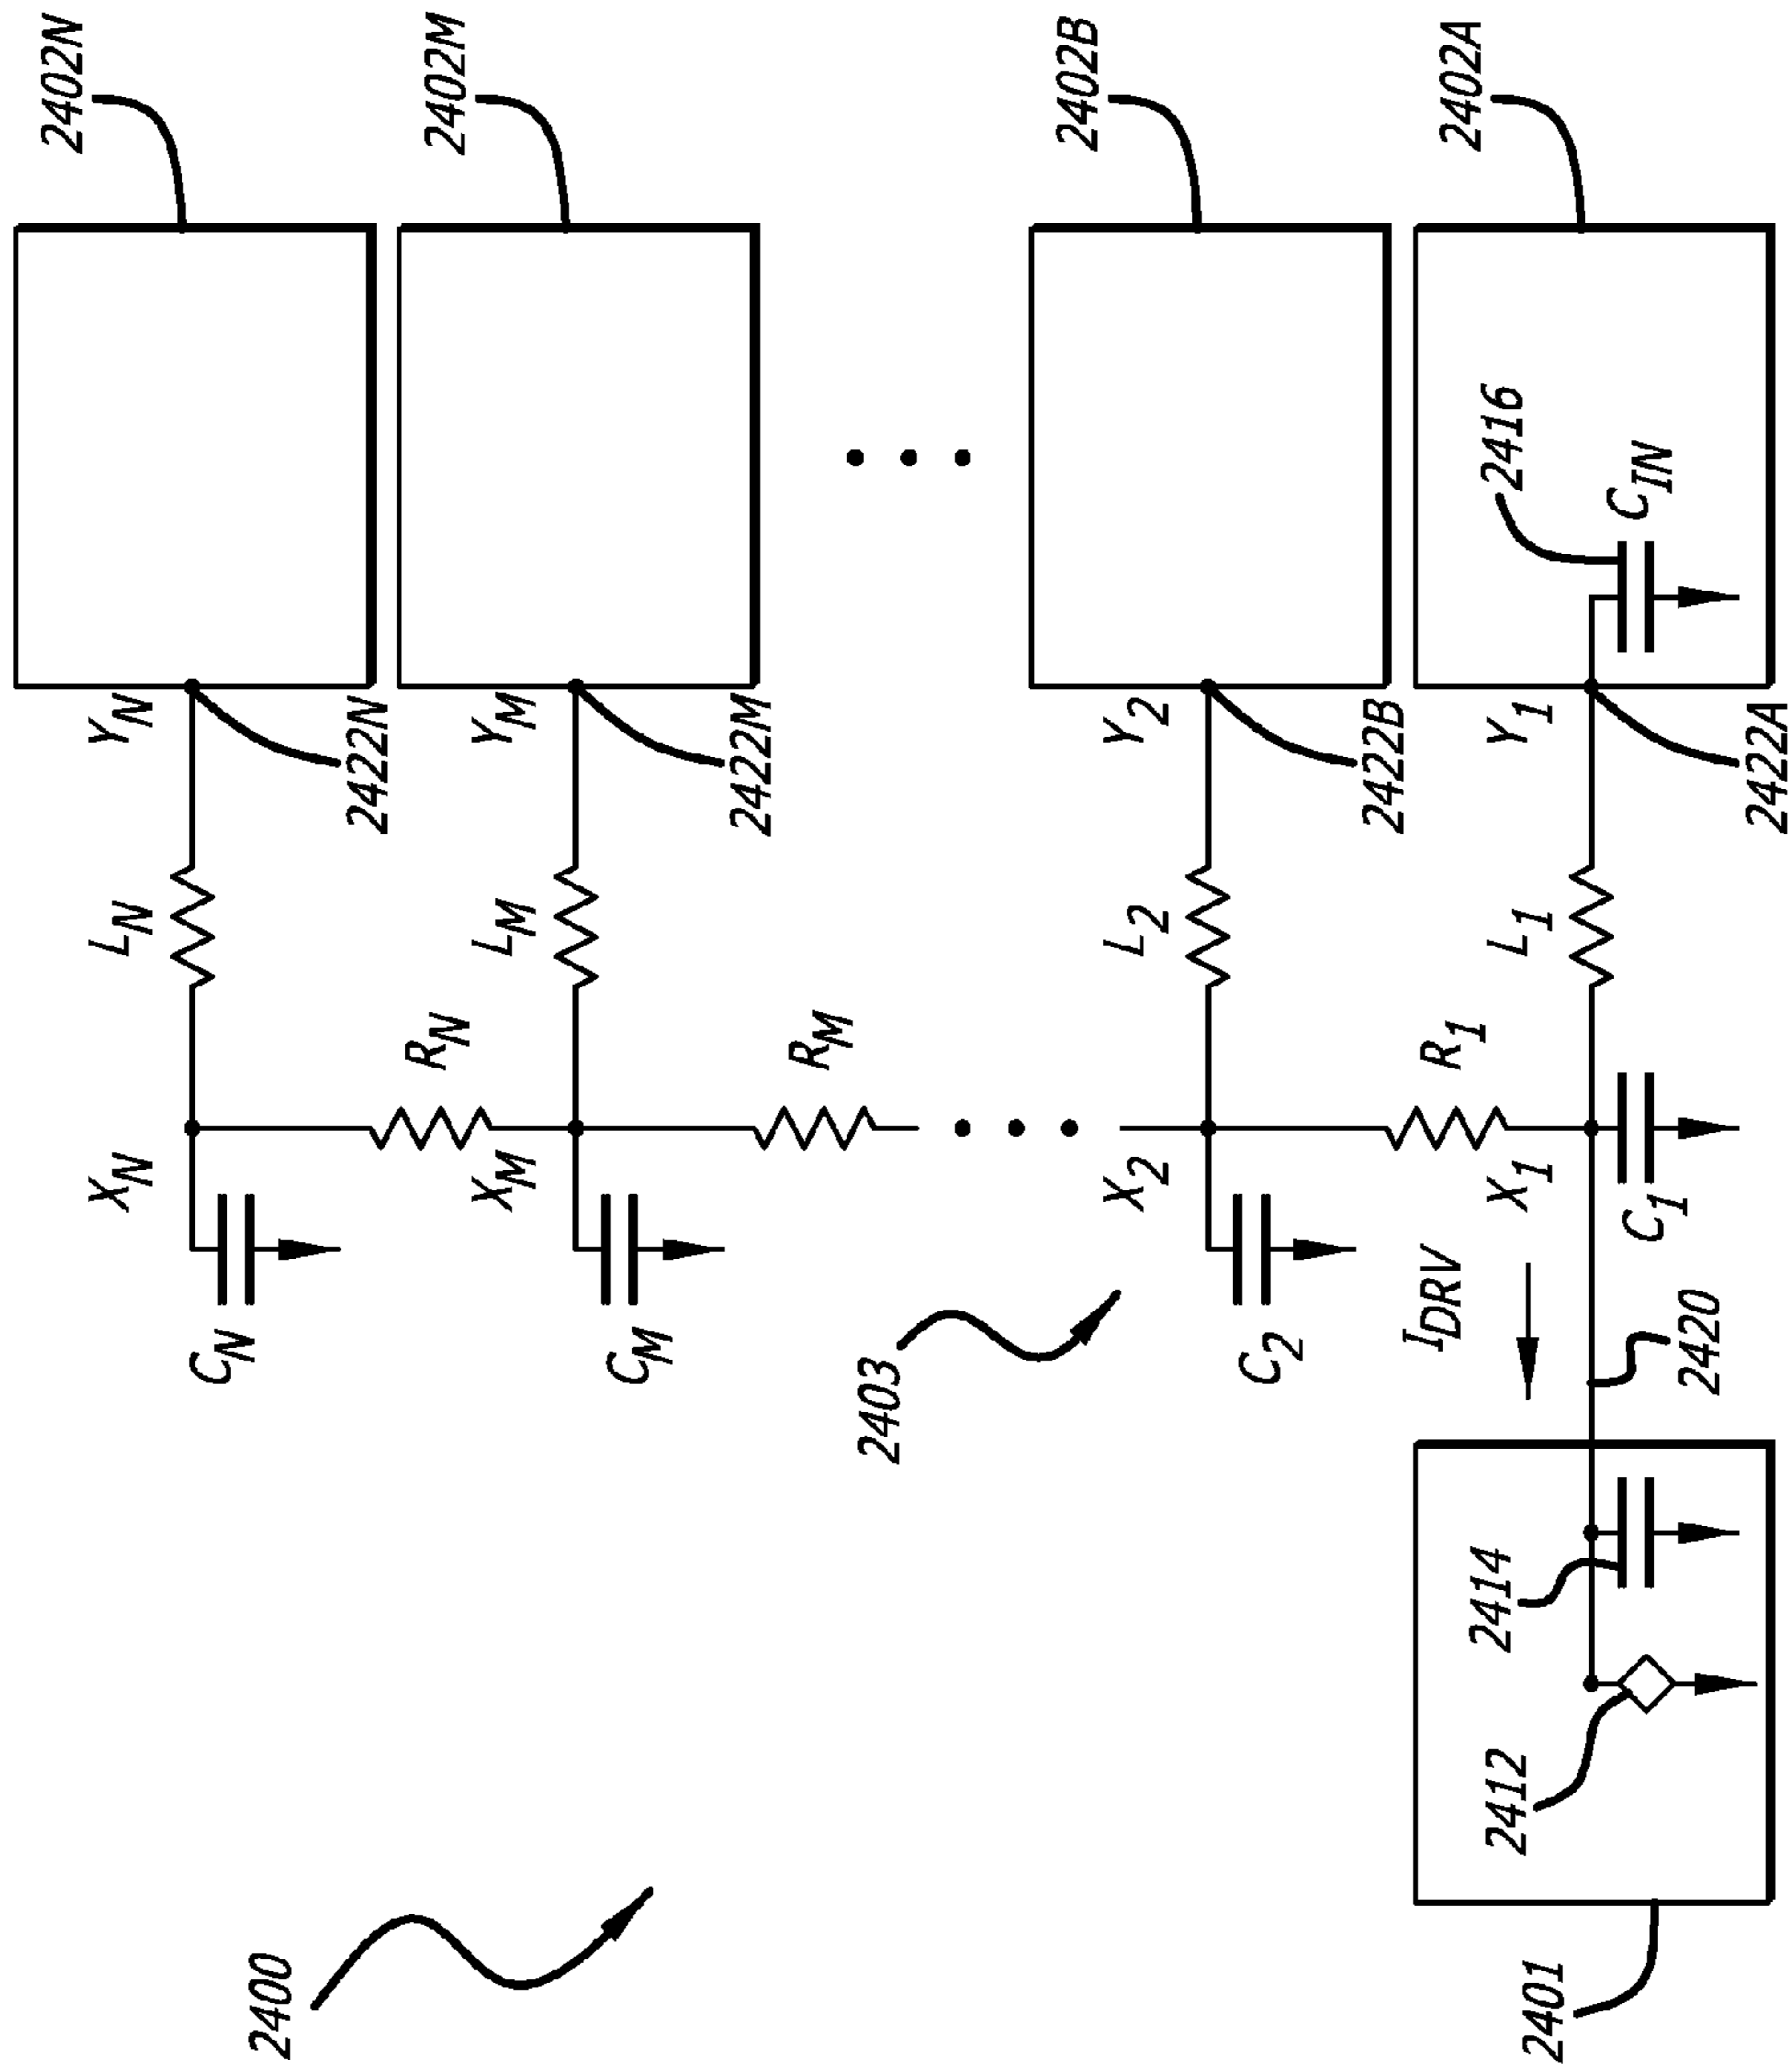 2402N
2402M
2402B
2402A
2416
C_IN
Y_N
2422N
Y_M
2422M
Y_2
2422B
Y_1
2422A
L_N
L_M
L_2
L_1
R_N
R_M
R_1
X_N
X_M
X_2
X_1
C_N
C_M
C_2
C_1
2403
I_DRV
2420
2414
2412
2400
2401